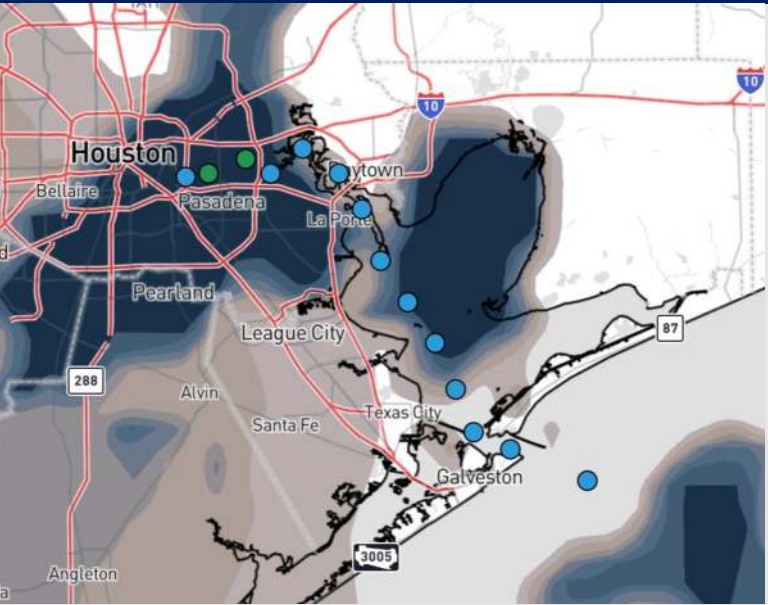 10
10
Houston
Baytown
Bellaire
Pasadena
La Porte
Pearland
League City
87
288
Alvin
Texas City
Santa Fe
Galveston
3005
Angleton